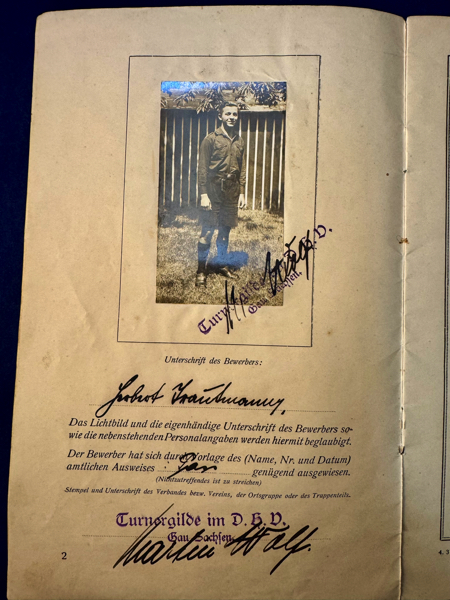 Turnergilde D.H.V.
Gau Sachsen.
M. Wolf
Unterschrift des Bewerbers:
Herbert Trautmann,
Das Lichtbild und die eigenhändige Unterschrift des Bewerbers so-
wie die nebenstehenden Personalangaben werden hiermit beglaubigt.
Der Bewerber hat sich durch Vorlage des (Name, Nr. und Datum)
amtlichen Ausweises genügend ausgewiesen.
(Nichtzutreffendes ist zu streichen)
Stempel und Unterschrift des Verbandes bezw. Vereins, der Ortsgruppe oder des Truppenteils.
Turnergilde im D.H.V.
Gau Sachsen.
Martin Wolf.
2